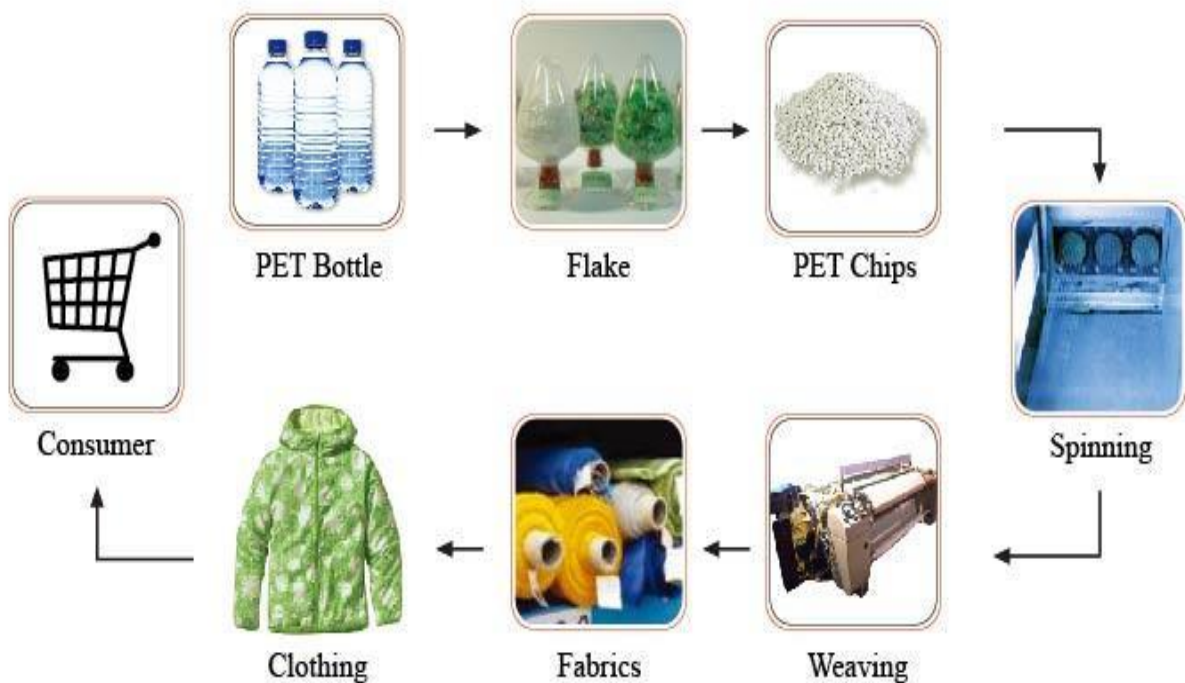 PET Bottle
Flake
PET Chips
Spinning
Weaving
Fabrics
Clothing
Consumer